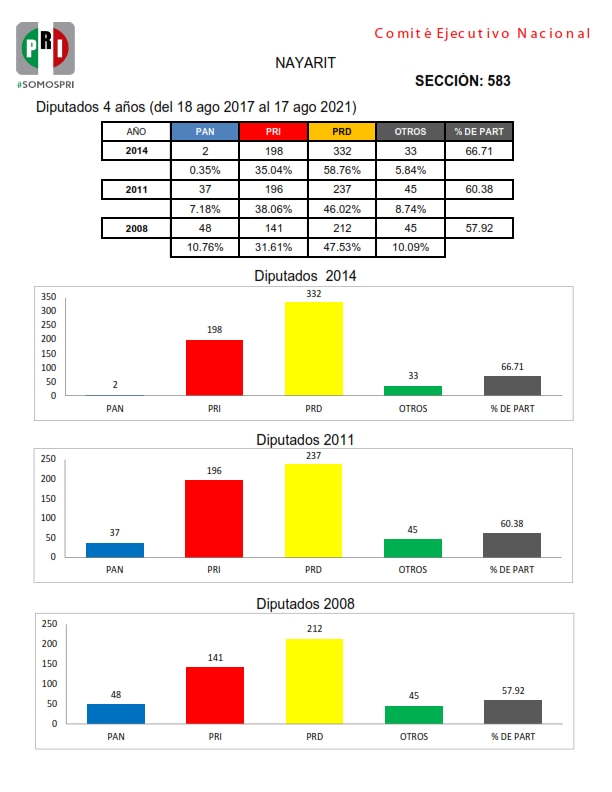 Comité Ejecutivo Nacional
PRI
#SOMOSPRI
NAYARIT
SECCIÓN: 583
Diputados 4 años (del 18 ago 2017 al 17 ago 2021)
AÑO PAN PRI PRD OTROS % DE PART
2014 2 198 332 33 66.71
0.35% 35.04% 58.76% 5.84%
2011 37 196 237 45 60.38
7.18% 38.06% 46.02% 8.74%
2008 48 141 212 45 57.92
10.76% 31.61% 47.53% 10.09%
Diputados 2014
350
300
250
200
150
100
50
0
2 198 332 33 66.71
PAN PRI PRD OTROS % DE PART
Diputados 2011
250
200
150
100
50
0
37 196 237 45 60.38
PAN PRI PRD OTROS % DE PART
Diputados 2008
250
200
150
100
50
0
48 141 212 45 57.92
PAN PRI PRD OTROS % DE PART